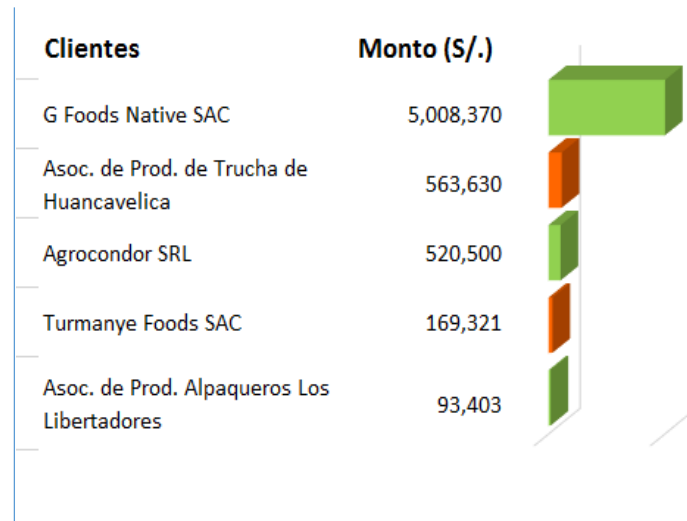 Clientes Monto (S/.)
G Foods Native SAC 5,008,370
Asoc. de Prod. de Trucha de
Huancavelica 563,630
Agrocondor SRL 520,500
Turmanye Foods SAC 169,321
Asoc. de Prod. Alpaqueros Los
Libertadores 93,403